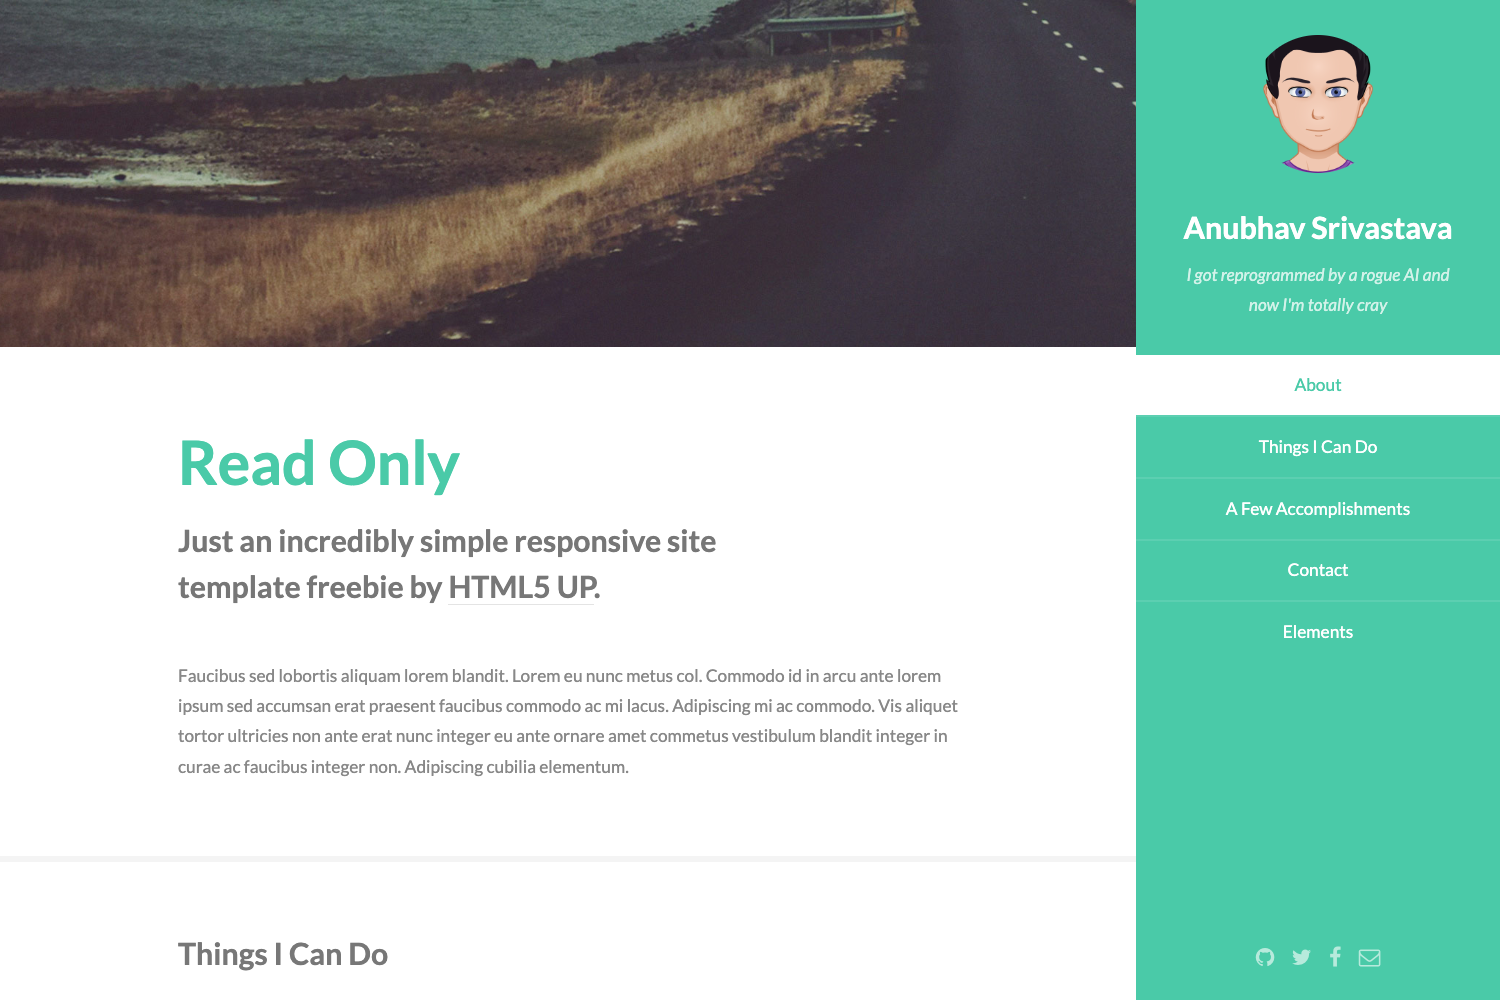 Anubhav Srivastava
I got reprogrammed by a rogue AI and
now I'm totally cray
About
Things I Can Do
A Few Accomplishments
Contact
Elements
Read Only
Just an incredibly simple responsive site
template freebie by HTML5 UP.
Faucibus sed lobortis aliquam lorem blandit. Lorem eu nunc metus col. Commodo id in arcu ante lorem
ipsum sed accumsan erat praesent faucibus commodo ac mi lacus. Adipiscing mi ac commodo. Vis aliquet
tortor ultricies non ante erat nunc integer eu ante ornare amet commetus vestibulum blandit integer in
curae ac faucibus integer non. Adipiscing cubilia elementum.
Things I Can Do